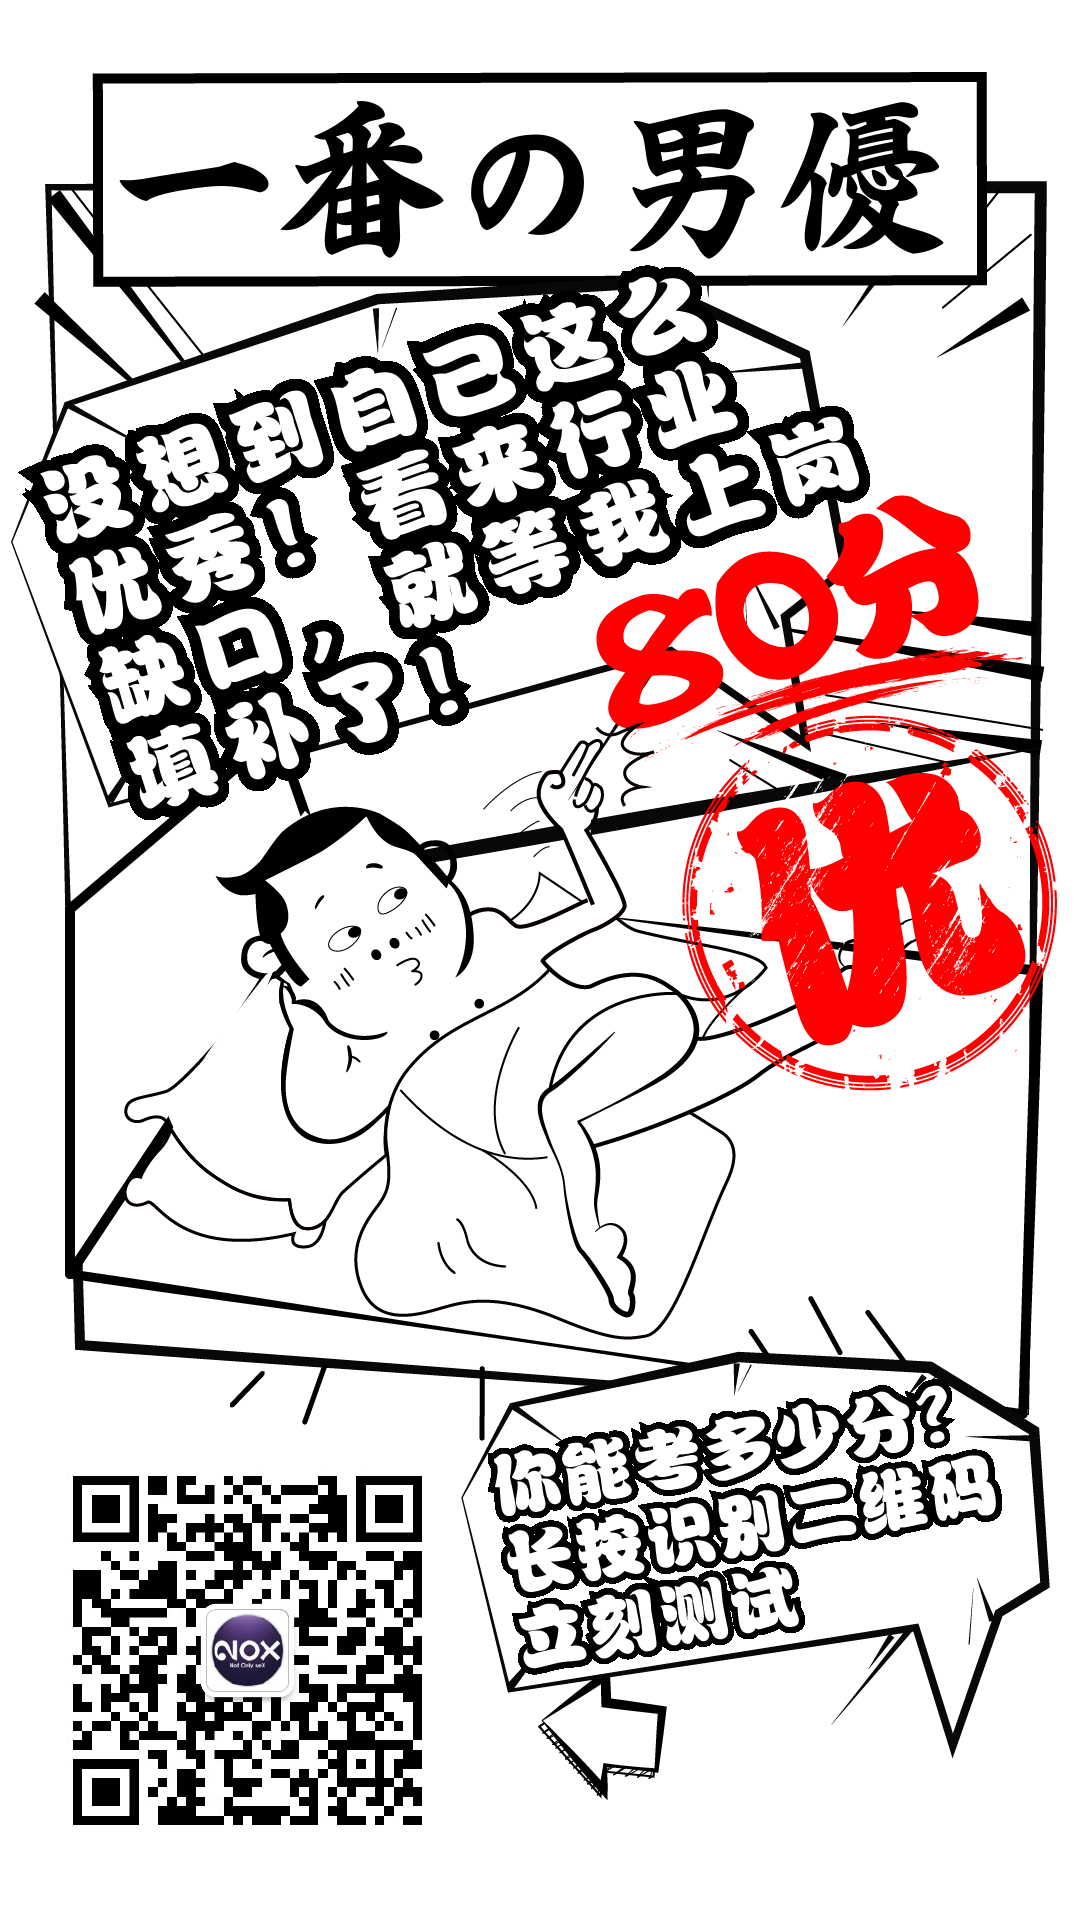 一番の男優
没想到自己这么
优秀！看来行业
缺口，就等我上岗
填补了！
80分
优
你能考多少分？
长按识别二维码
立刻测试
NOX
Not Only seX